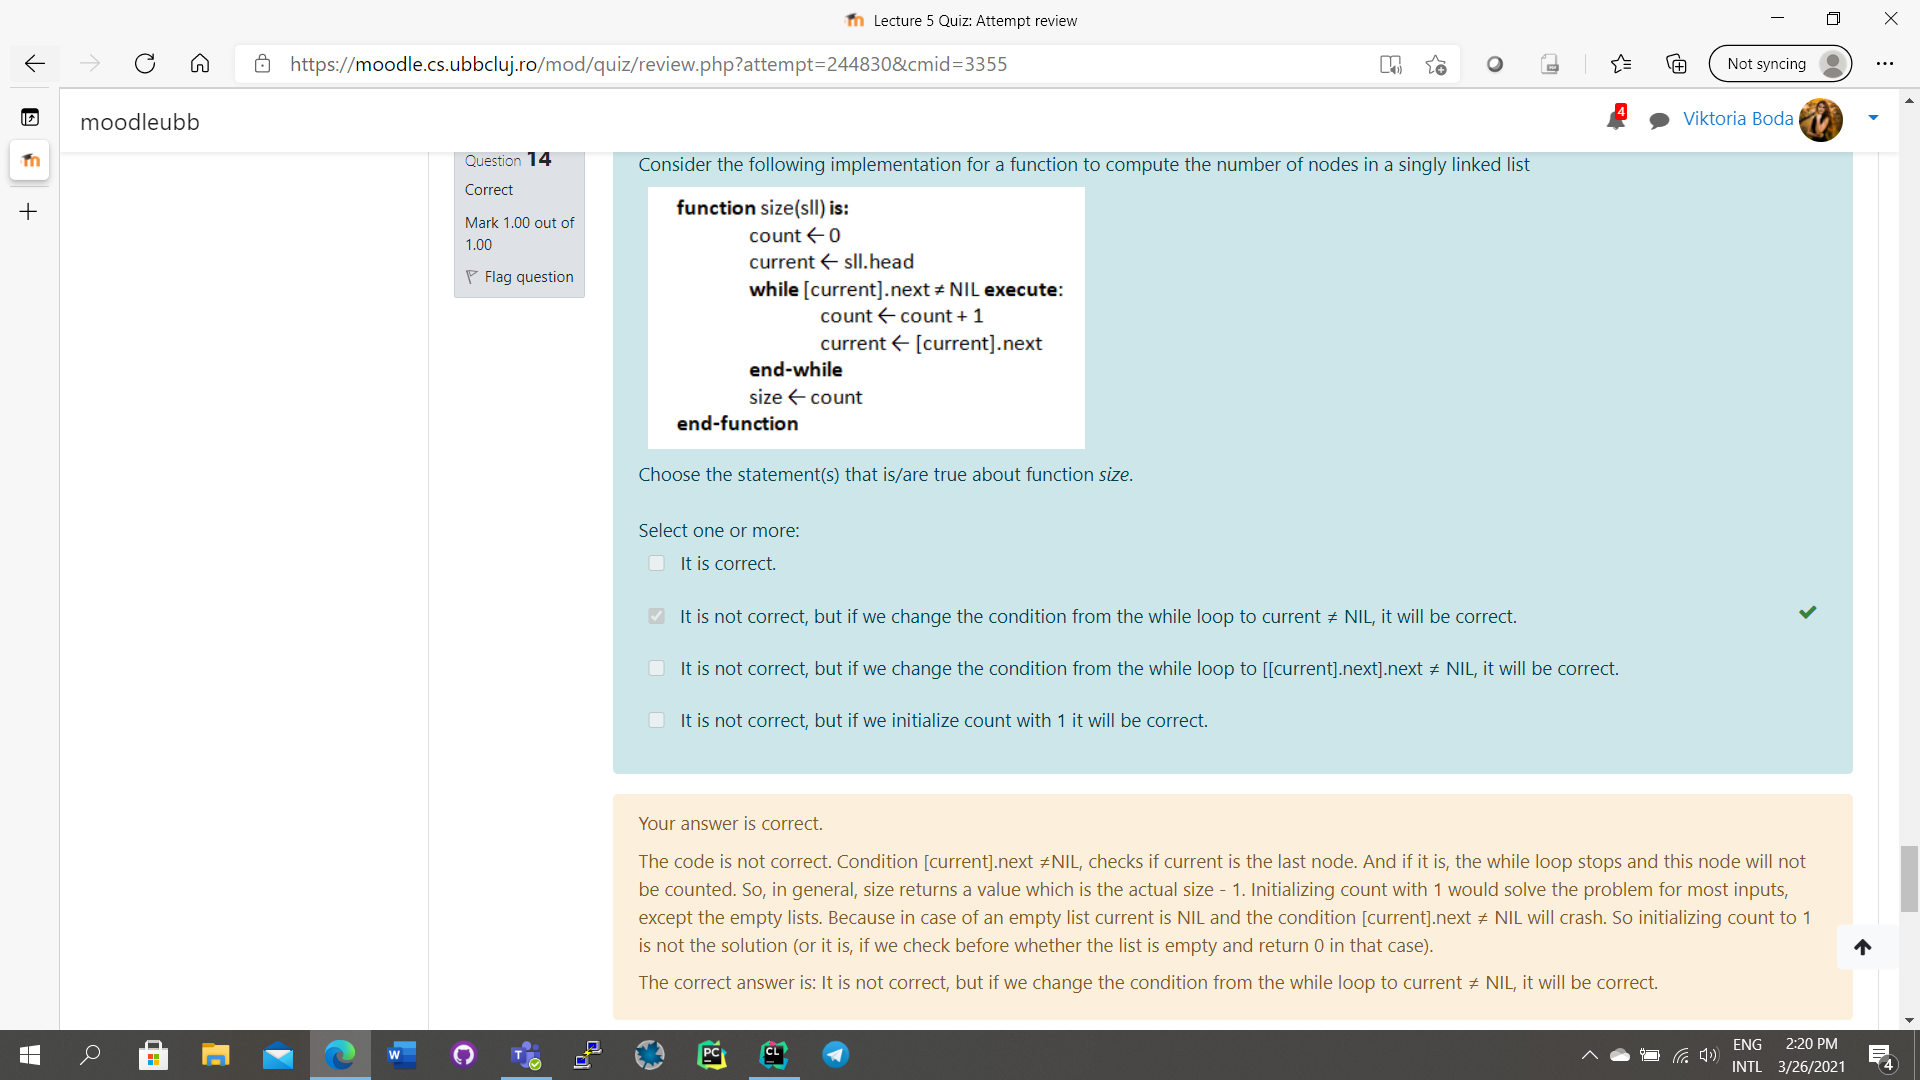 Lecture 5 Quiz: Attempt review
https://moodle.cs.ubbcluj.ro/mod/quiz/review.php?attempt=244830&cmid=3355
Not syncing
moodleubb
4
Viktoria Boda
Question 14
Correct
Mark 1.00 out of
1.00
Flag question
Consider the following implementation for a function to compute the number of nodes in a singly linked list
function size(sll) is:
count ← 0
current ← sll.head
while [current].next ≠ NIL execute:
count ← count + 1
current ← [current].next
end-while
size ← count
end-function
Choose the statement(s) that is/are true about function size.
Select one or more:
It is correct.
It is not correct, but if we change the condition from the while loop to current ≠ NIL, it will be correct.
It is not correct, but if we change the condition from the while loop to [[current].next].next ≠ NIL, it will be correct.
It is not correct, but if we initialize count with 1 it will be correct.
Your answer is correct.
The code is not correct. Condition [current].next ≠NIL, checks if current is the last node. And if it is, the while loop stops and this node will not
be counted. So, in general, size returns a value which is the actual size - 1. Initializing count with 1 would solve the problem for most inputs,
except the empty lists. Because in case of an empty list current is NIL and the condition [current].next ≠ NIL will crash. So initializing count to 1
is not the solution (or it is, if we check before whether the list is empty and return 0 in that case).
The correct answer is: It is not correct, but if we change the condition from the while loop to current ≠ NIL, it will be correct.
W
T
PC
CL
ENG
INTL
2:20 PM
3/26/2021
4